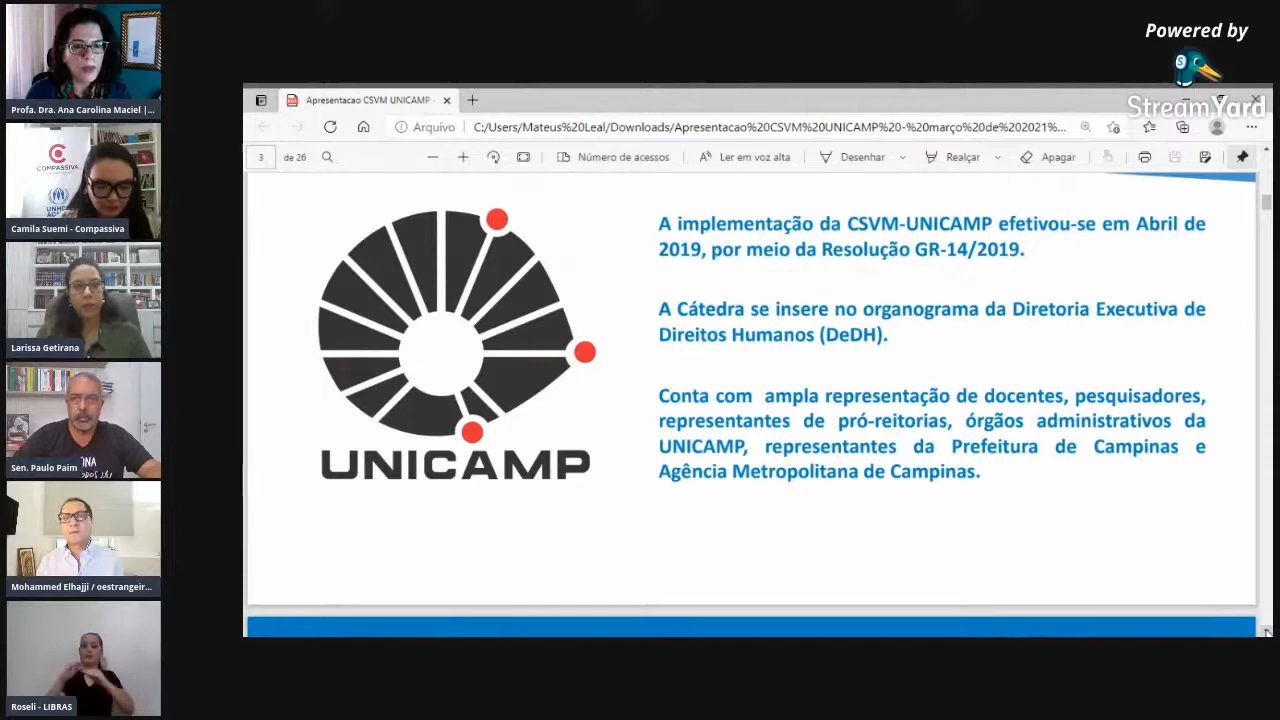 Powered by
StreamYard
Profa. Dra. Ana Carolina Maciel |...
COMPASSIVA
UNHCR
Camila Suemi - Compassiva
Larissa Getirana
Sen. Paulo Paim
Mohammed Elhajji / oestrangeir...
Roseli - LIBRAS
Apresentacao CSVM UNICAMP -
Arquivo
C:/Users/Mateus%20Leal/Downloads/Apresentacao%20CSVM%20UNICAMP%20-%20março%20de%202021%...
3 de 26
Número de acessos
Ler em voz alta
Desenhar
Realçar
Apagar
UNICAMP
A implementação da CSVM-UNICAMP efetivou-se em Abril de
2019, por meio da Resolução GR-14/2019.
A Cátedra se insere no organograma da Diretoria Executiva de
Direitos Humanos (DeDH).
Conta com ampla representação de docentes, pesquisadores,
representantes de pró-reitorias, órgãos administrativos da
UNICAMP, representantes da Prefeitura de Campinas e
Agência Metropolitana de Campinas.